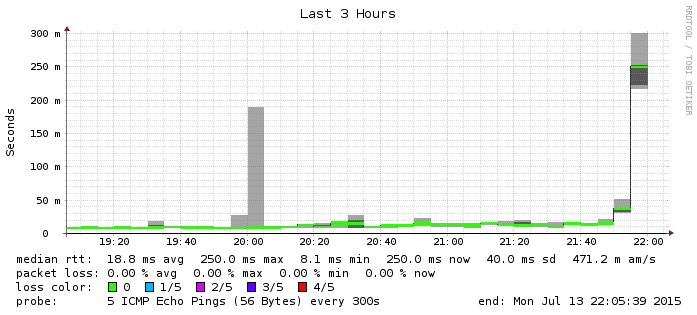 Last 3 Hours
RRDTOOL / TOBI OETIKER
Seconds
300 m
250 m
200 m
150 m
100 m
50 m
0
19:20 19:40 20:00 20:20 20:40 21:00 21:20 21:40 22:00
median rtt: 18.8 ms avg 250.0 ms max 8.1 ms min 250.0 ms now 40.0 ms sd 471.2 m am/s
packet loss: 0.00 % avg 0.00 % max 0.00 % min 0.00 % now
loss color: 0 1/5 2/5 3/5 4/5
probe: 5 ICMP Echo Pings (56 Bytes) every 300s end: Mon Jul 13 22:05:39 2015